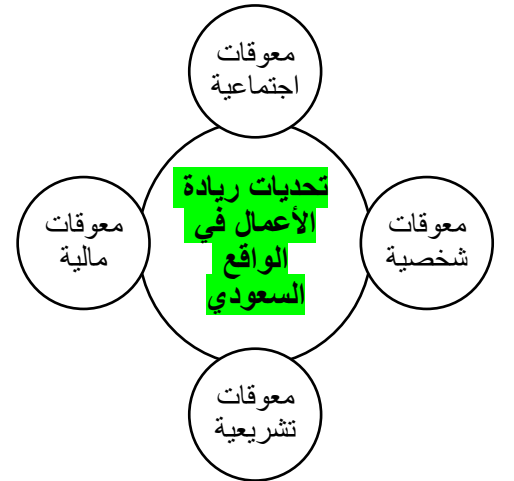 معوقات
اجتماعية
تحديات ريادة
الأعمال في
الواقع
السعودي
معوقات
شخصية
معوقات
مالية
معوقات
تشريعية